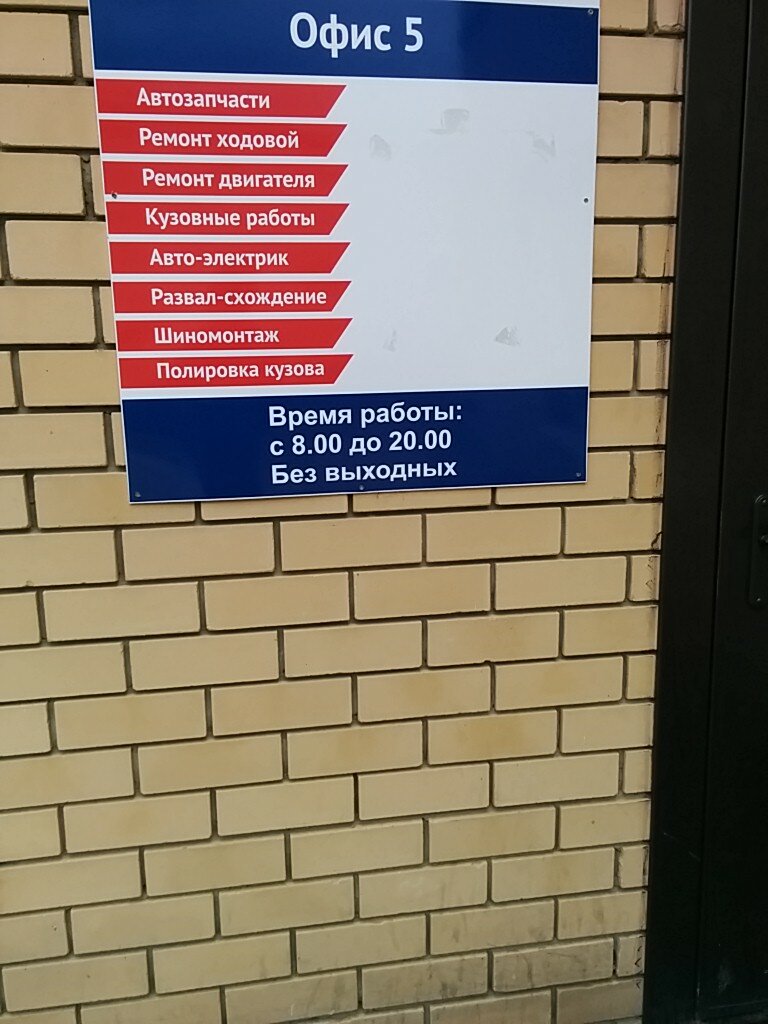 Офис 5
Автозапчасти
Ремонт ходовой
Ремонт двигателя
Кузовные работы
Авто-электрик
Развал-схождение
Шиномонтаж
Полировка кузова
Время работы:
с 8.00 до 20.00
Без выходных